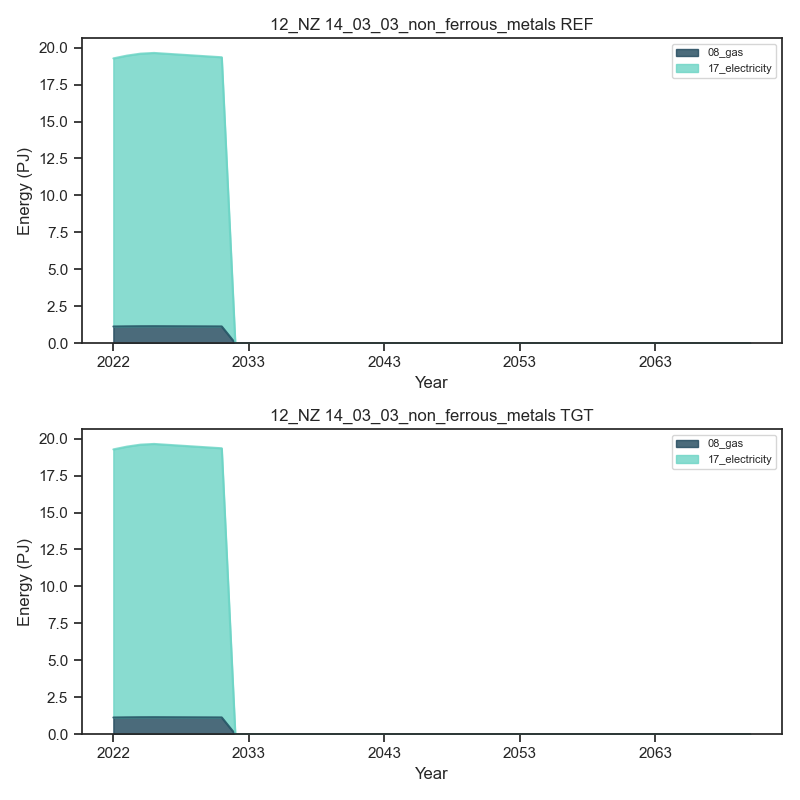 12_NZ 14_03_03_non_ferrous_metals REF
20.0
17.5
15.0
12.5
10.0
7.5
5.0
2.5
0.0
Energy (PJ)
08_gas
17_electricity
2022 2033 2043 2053 2063
Year
12_NZ 14_03_03_non_ferrous_metals TGT
20.0
17.5
15.0
12.5
10.0
7.5
5.0
2.5
0.0
Energy (PJ)
08_gas
17_electricity
2022 2033 2043 2053 2063
Year